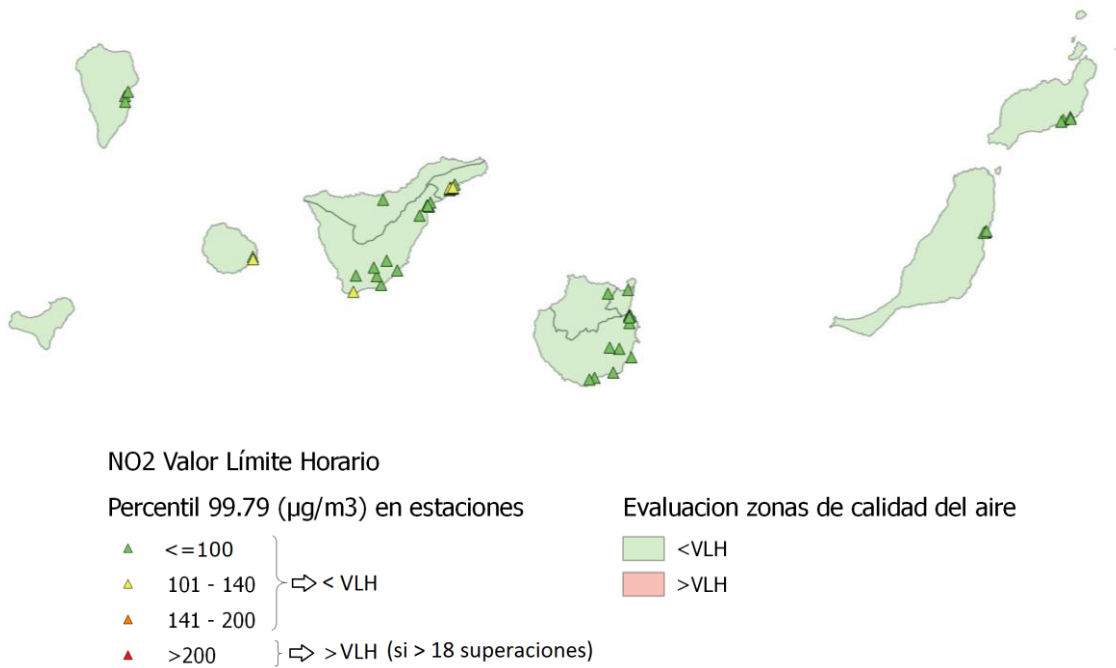 NO2 Valor Límite Horario
Percentil 99.79 (µg/m3) en estaciones
<=100
101 - 140
141 - 200
< VLH
>200
>VLH (si > 18 superaciones)
Evaluacion zonas de calidad del aire
<VLH
>VLH